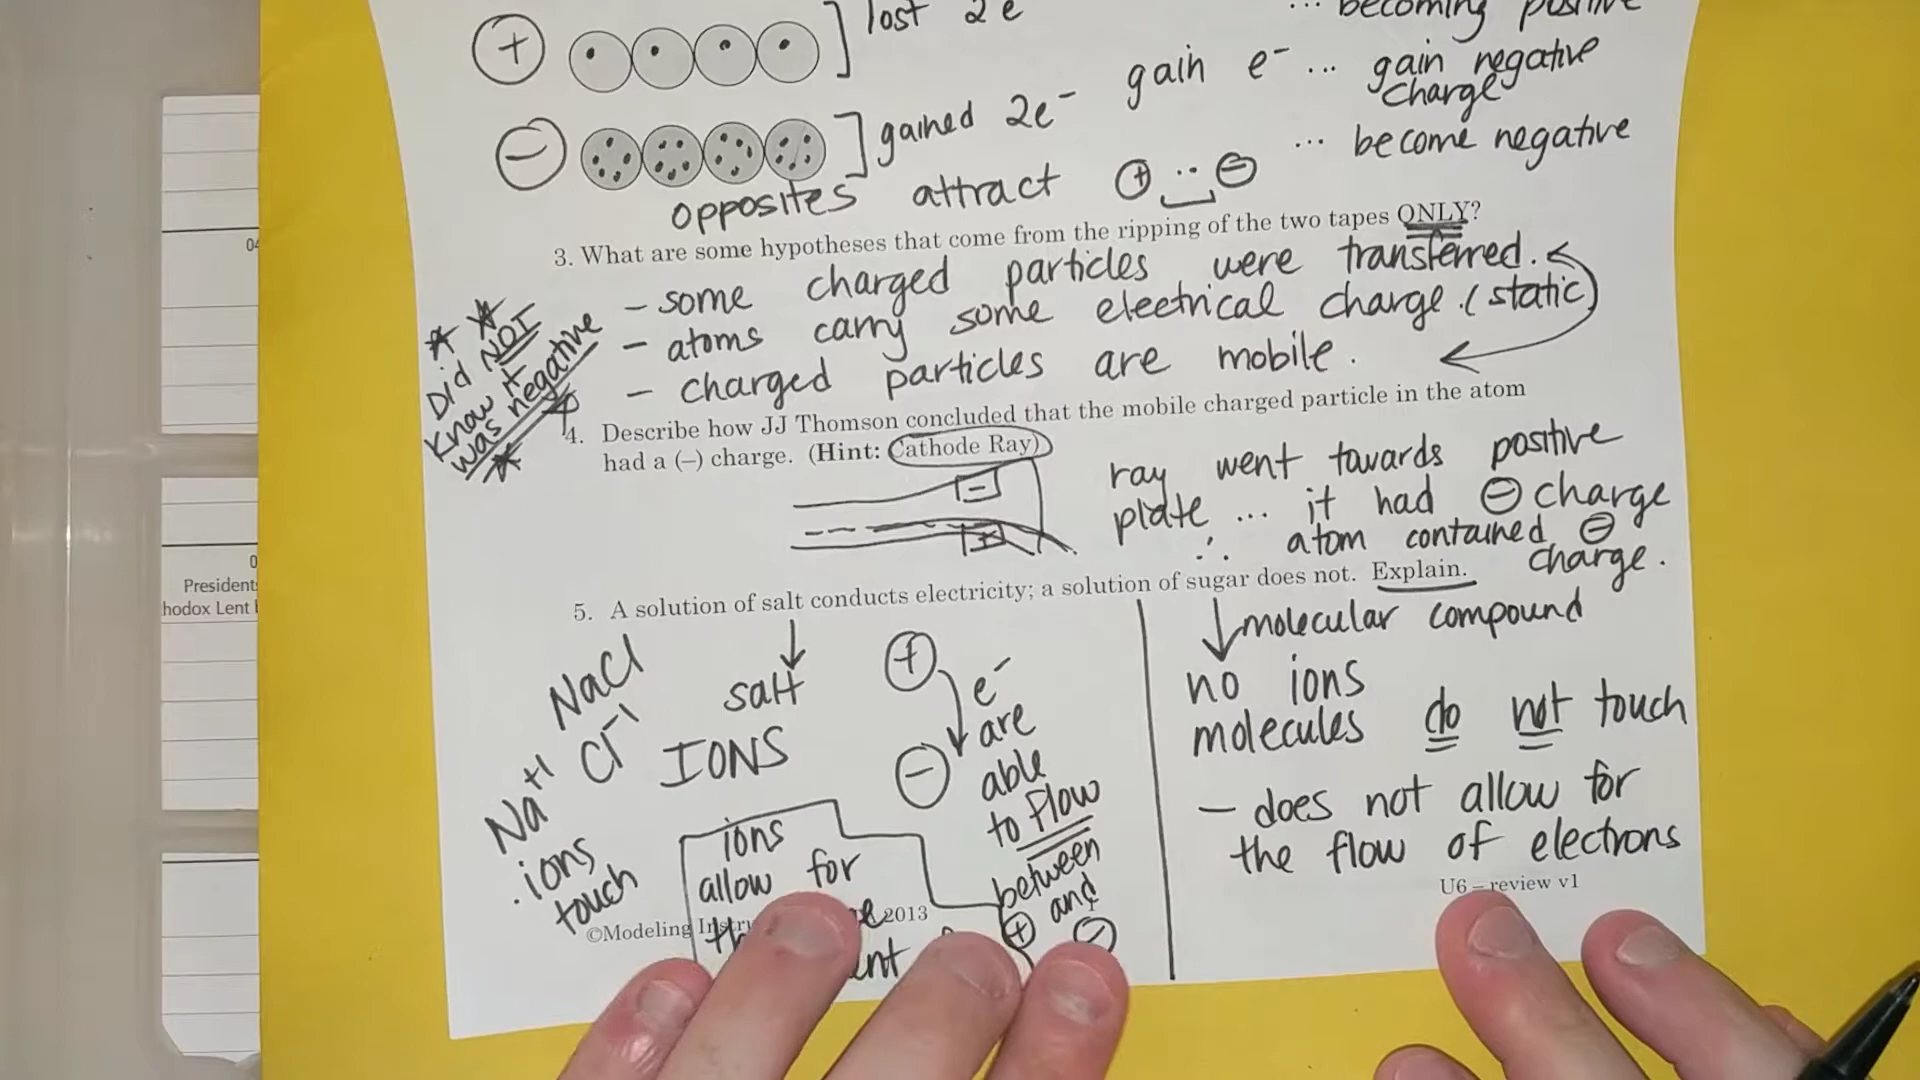 lost 2e
... becoming positive
+
gain e⁻ ... gain negative
charge
−
gained 2e⁻
... become negative
opposites attract + −
3. What are some hypotheses that come from the ripping of the two tapes ONLY?
- some charged particles were transferred.
- atoms carry some electrical charge. (static)
- charged particles are mobile.
Did NOT
know it
was negative
4. Describe how JJ Thomson concluded that the mobile charged particle in the atom
had a (–) charge. (Hint: Cathode Ray)
−
+
ray went towards positive
plate ... it had ⊖ charge
∴ atom contained ⊖
charge.
5. A solution of salt conducts electricity; a solution of sugar does not. Explain.
NaCl
Na⁺¹ Cl⁻¹
. ions
touch
salt
IONS
ions
allow for
+
−
e⁻
are
able
to flow
between
+ and −
molecular compound
no ions
molecules do not touch
- does not allow for
the flow of electrons
U6 – review v1
©Modeling 2013
04
0
President
hodox Lent